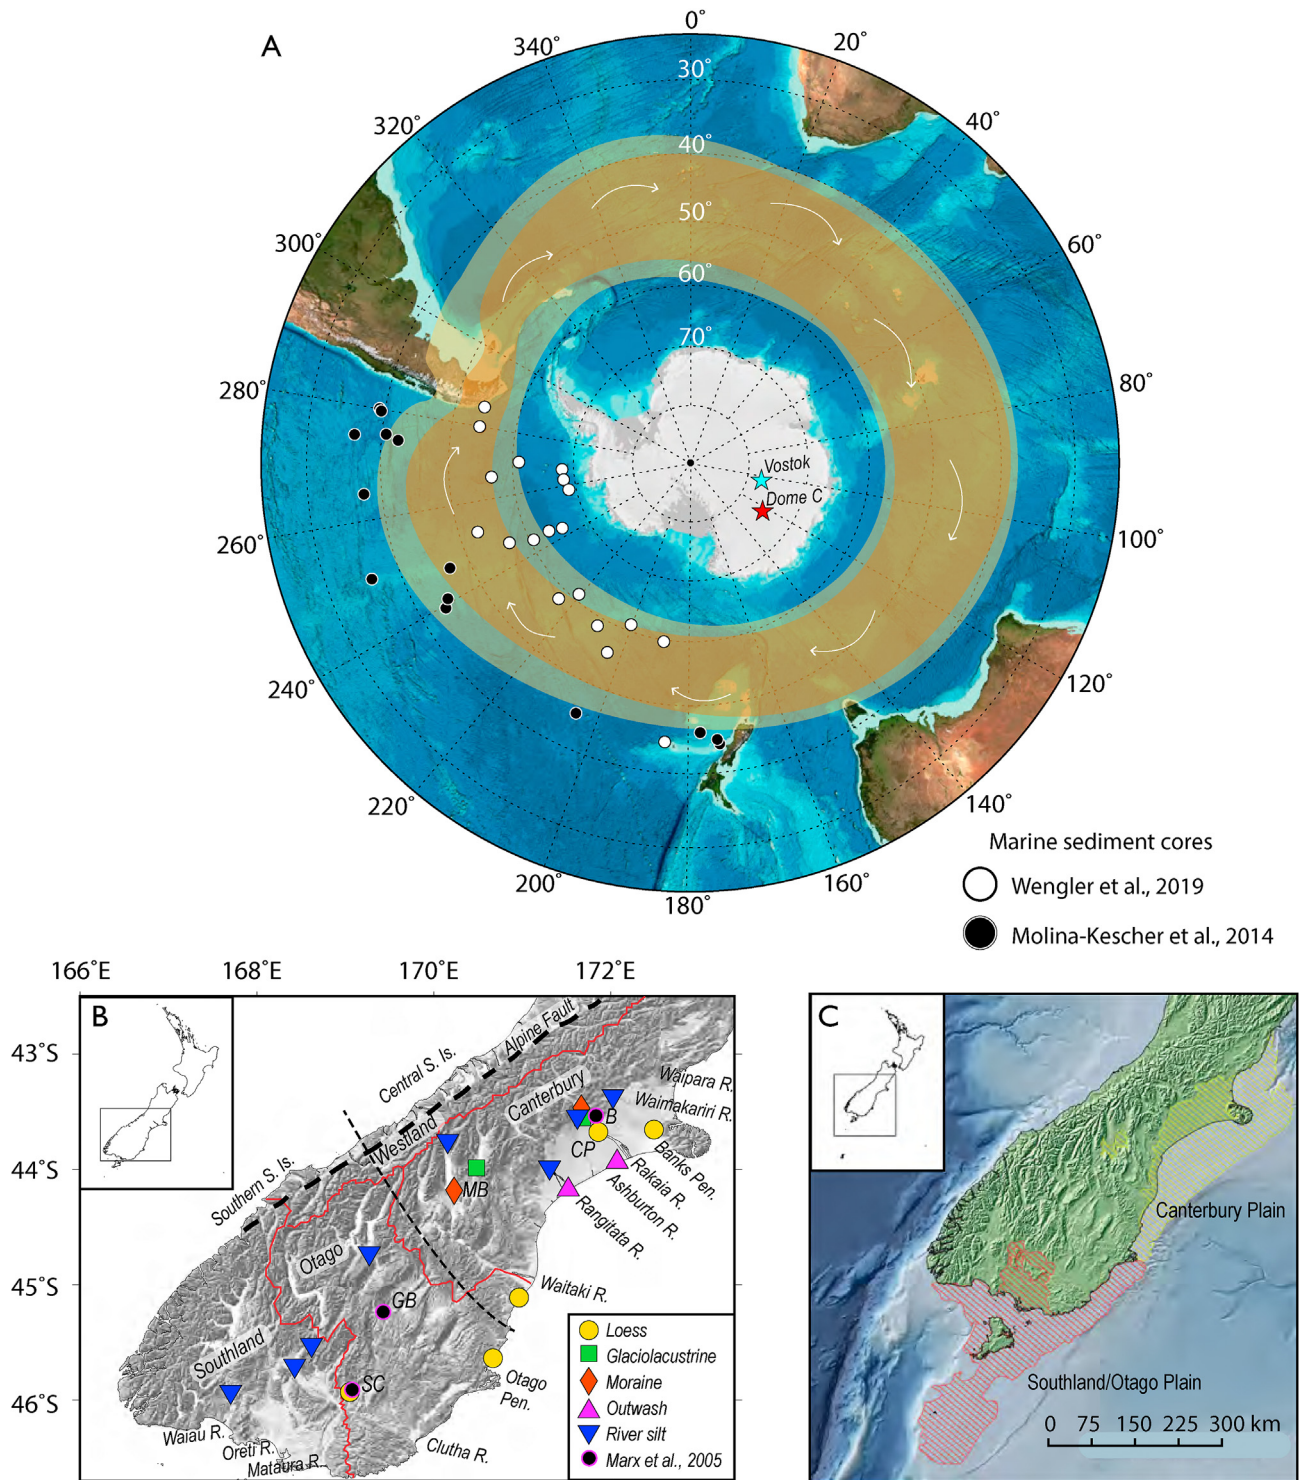 A
0°
20°
40°
60°
80°
100°
120°
140°
160°
180°
200°
220°
240°
260°
280°
300°
320°
340°
30°
40°
50°
60°
70°
Vostok
Dome C
Marine sediment cores
Wengler et al., 2019
Molina-Kescher et al., 2014
166°E
168°E
170°E
172°E
B
43°S
44°S
45°S
46°S
Alpine Fault
Central S. Is.
Southern S. Is.
Westland
Canterbury
Otago
Southland
Waipara R.
Waimakariri R.
B
CP
Banks Pen.
Rakaia R.
Ashburton R.
Rangitata R.
MB
Waitaki R.
GB
SC
Otago
Pen.
Clutha R.
Waiau R.
Oreti R.
Mataura R.
Loess
Glaciolacustrine
Moraine
Outwash
River silt
Marx et al., 2005
C
Canterbury Plain
Southland/Otago Plain
0 75 150 225 300 km